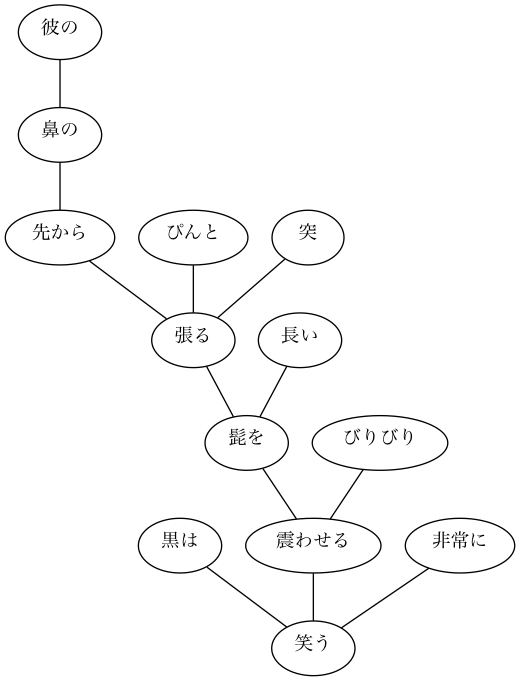 彼の
鼻の
先から
ぴんと
突
張る
長い
髭を
びりびり
黒は
震わせる
非常に
笑う